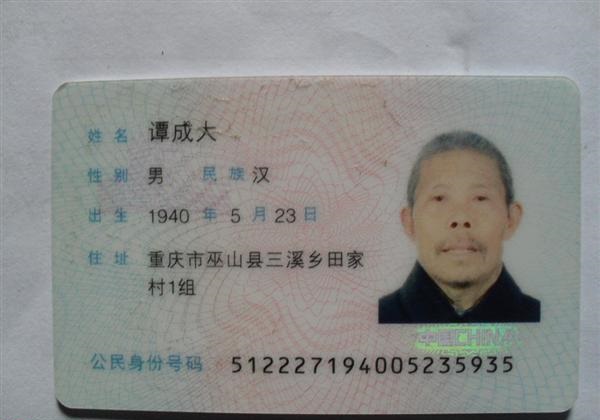 姓名 谭成大
性别 男 民族 汉
出生 1940 年 5 月 23 日
住址 重庆市巫山县三溪乡田家
村1组
中国CHINA
公民身份号码 512227194005235935